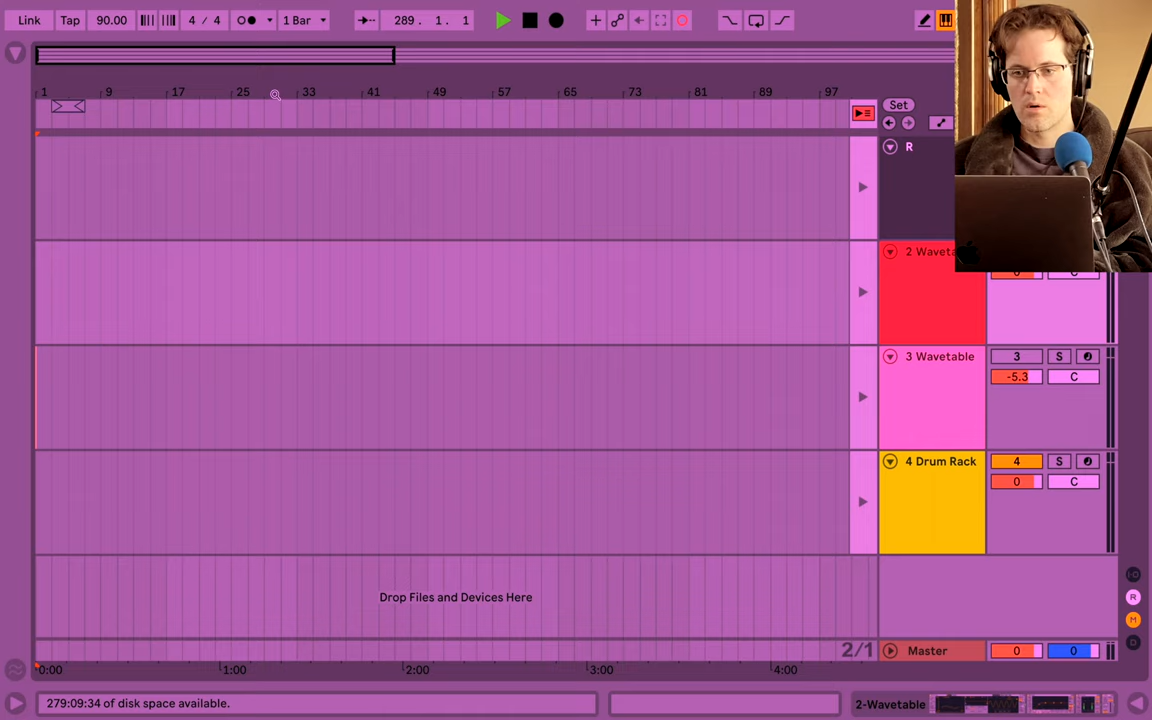 Link Tap 90.00 4 / 4 1 Bar 289. 1. 1
1 9 17 25 33 41 49 57 65 73 81 89 97
Set
R
2 Waveta
0 C
3 Wavetable 3 S
-5.3 C
4 Drum Rack 4 S
0 C
Drop Files and Devices Here
2/1 Master 0 0
0:00 1:00 2:00 3:00 4:00
R
M
D
279:09:34 of disk space available. 2-Wavetable